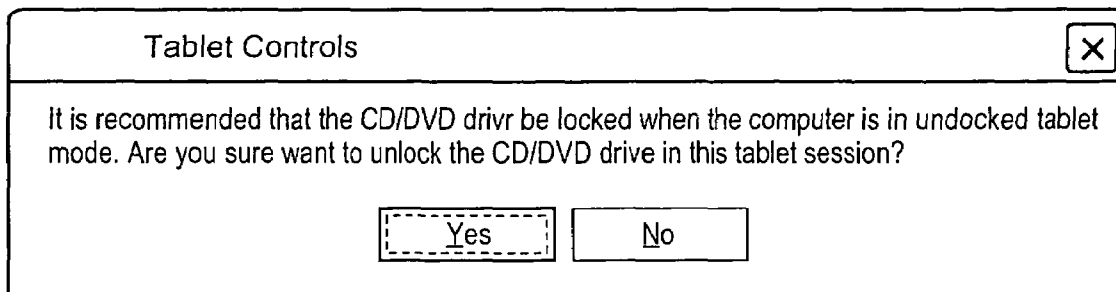 Tablet Controls
It is recommended that the CD/DVD drivr be locked when the computer is in undocked tablet
mode. Are you sure want to unlock the CD/DVD drive in this tablet session?
Yes No